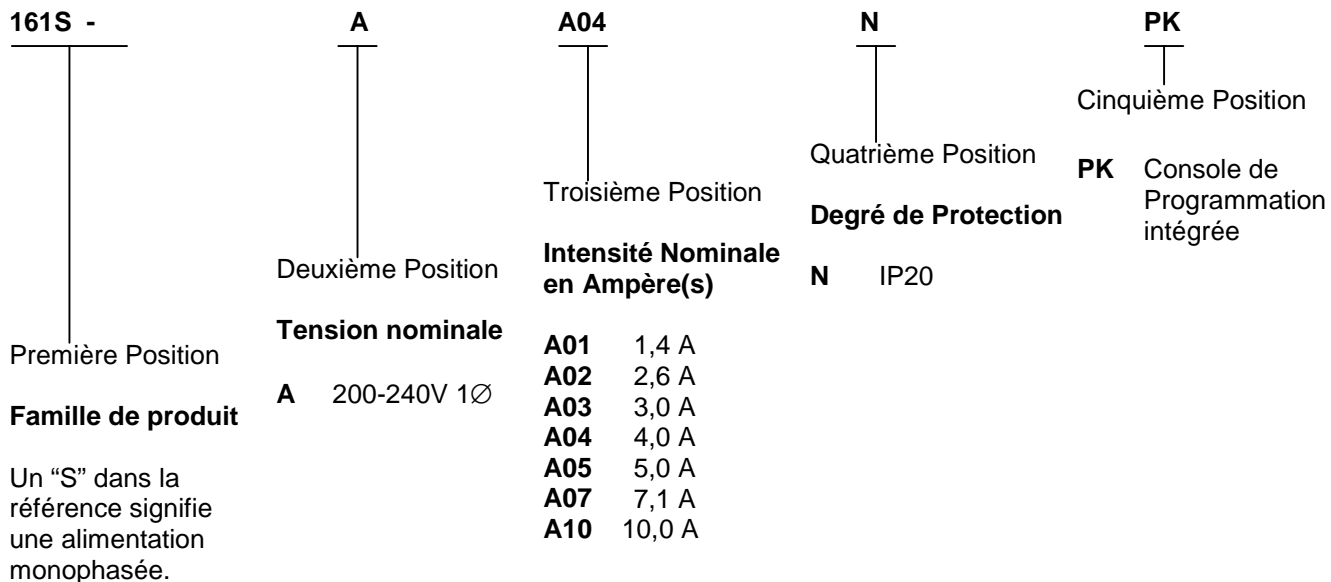 161S - A A04 N PK
Première Position
Famille de produit
Un “S” dans la
référence signifie
une alimentation
monophasée.
Deuxième Position
Tension nominale
A 200-240V 1∅
Troisième Position
Intensité Nominale
en Ampère(s)
A01 1,4 A
A02 2,6 A
A03 3,0 A
A04 4,0 A
A05 5,0 A
A07 7,1 A
A10 10,0 A
Quatrième Position
Degré de Protection
N IP20
Cinquième Position
PK Console de
Programmation
intégrée